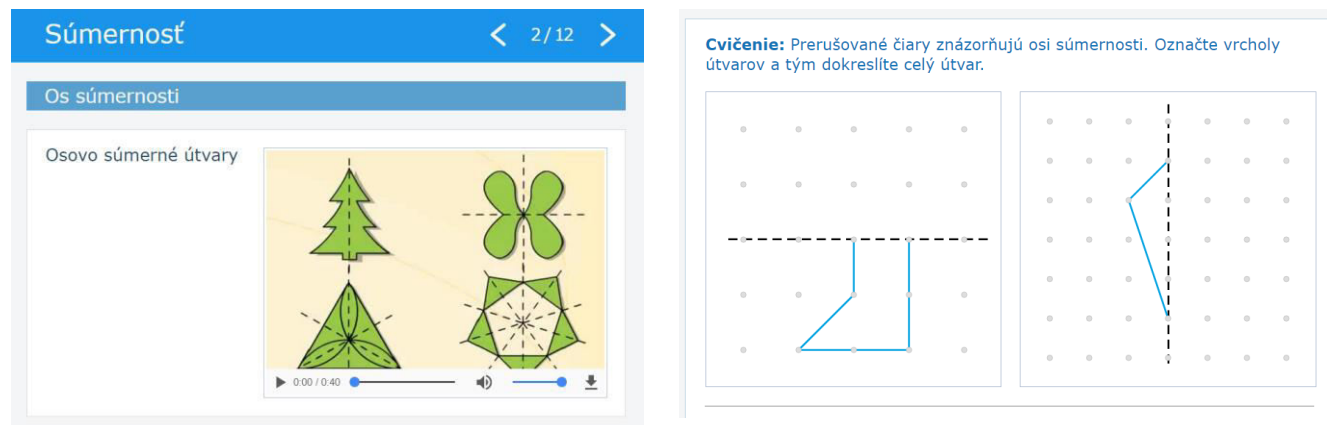 Súmernosť
2 / 12
Os súmernosti
Osovo súmerné útvary
0:00 / 0:40
Cvičenie: Prerušované čiary znázorňujú osi súmernosti. Označte vrcholy
útvarov a tým dokreslíte celý útvar.